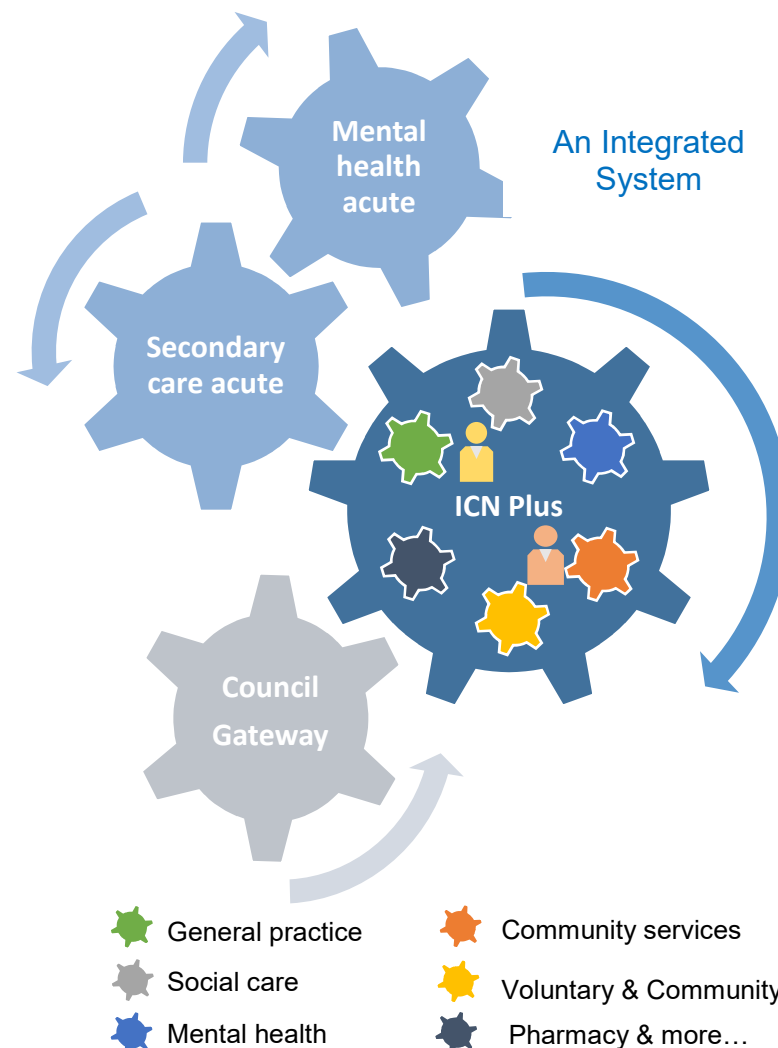 Mental
health
acute
An Integrated
System
Secondary
care acute
ICN Plus
Council
Gateway
General practice
Community services
Social care
Voluntary & Community
Mental health
Pharmacy & more…